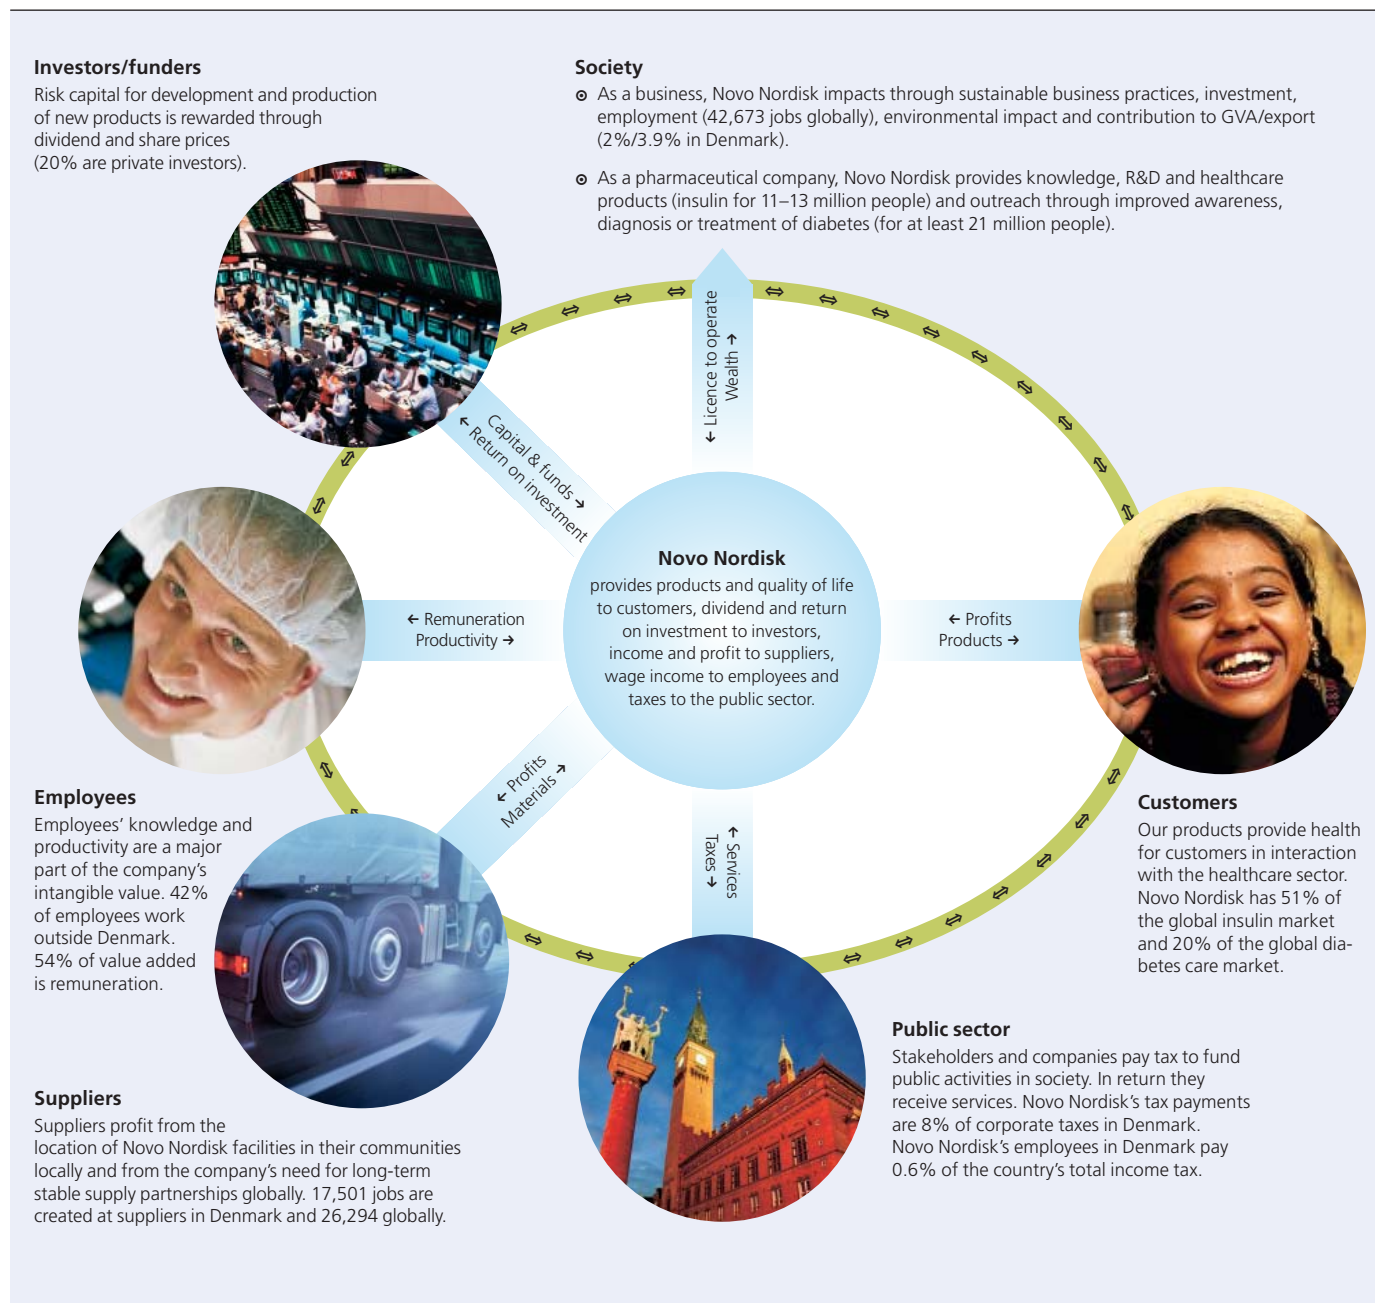 Investors/funders
Risk capital for development and production
of new products is rewarded through
dividend and share prices
(20% are private investors).
Society
As a business, Novo Nordisk impacts through sustainable business practices, investment,
employment (42,673 jobs globally), environmental impact and contribution to GVA/export
(2%/3.9% in Denmark).
As a pharmaceutical company, Novo Nordisk provides knowledge, R&D and healthcare
products (insulin for 11–13 million people) and outreach through improved awareness,
diagnosis or treatment of diabetes (for at least 21 million people).
← Licence to operate
Wealth →
Capital & funds →
← Return on investment
Novo Nordisk
provides products and quality of life
to customers, dividend and return
on investment to investors,
income and profit to suppliers,
wage income to employees and
taxes to the public sector.
← Remuneration
Productivity →
← Profits
Products →
← Profits
Materials →
← Services
Taxes →
Employees
Employees’ knowledge and
productivity are a major
part of the company’s
intangible value. 42%
of employees work
outside Denmark.
54% of value added
is remuneration.
Customers
Our products provide health
for customers in interaction
with the healthcare sector.
Novo Nordisk has 51% of
the global insulin market
and 20% of the global dia-
betes care market.
Suppliers
Suppliers profit from the
location of Novo Nordisk facilities in their communities
locally and from the company’s need for long-term
stable supply partnerships globally. 17,501 jobs are
created at suppliers in Denmark and 26,294 globally.
Public sector
Stakeholders and companies pay tax to fund
public activities in society. In return they
receive services. Novo Nordisk’s tax payments
are 8% of corporate taxes in Denmark.
Novo Nordisk’s employees in Denmark pay
0.6% of the country’s total income tax.